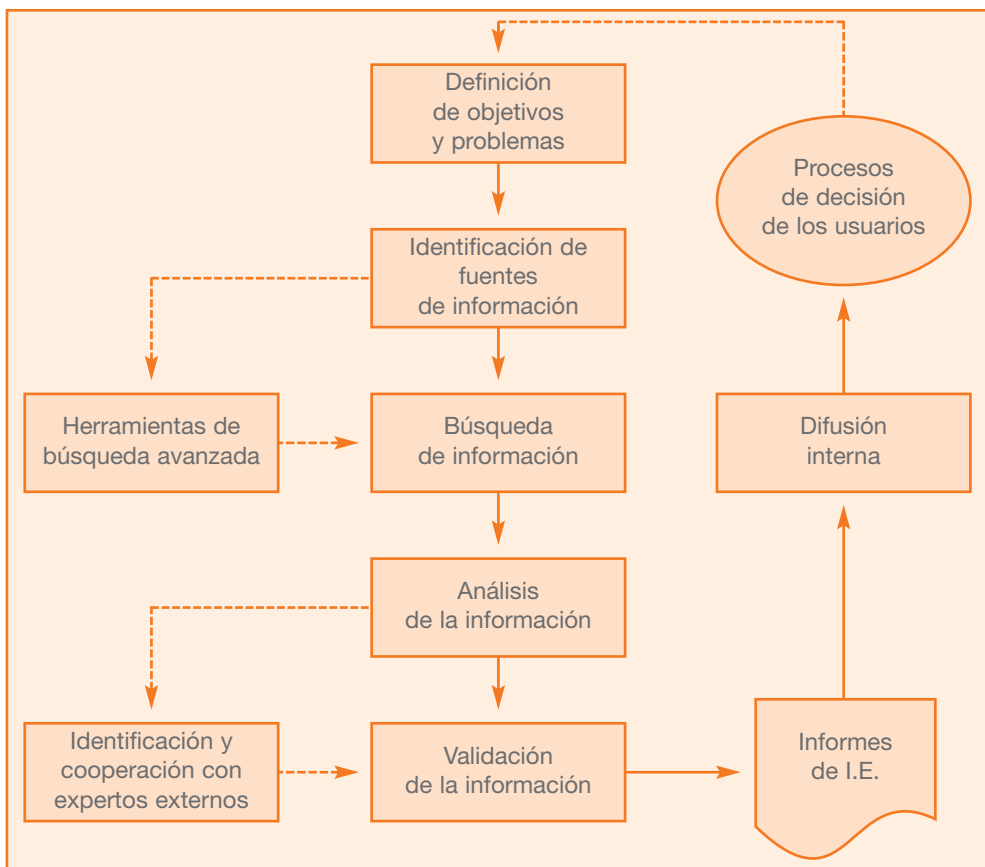 Definición
de objetivos
y problemas
Procesos
de decisión
de los usuarios
Identificación de
fuentes
de información
Herramientas de
búsqueda avanzada
Búsqueda
de información
Difusión
interna
Análisis
de la información
Identificación y
cooperación con
expertos externos
Validación
de la información
Informes
de I.E.